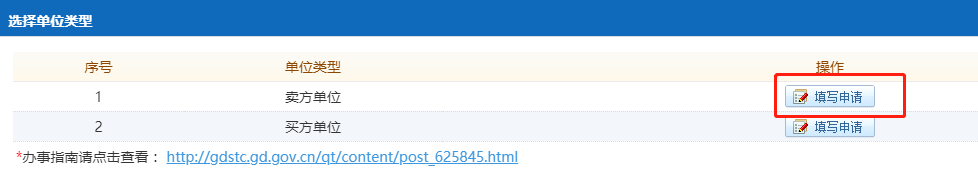 选择单位类型
序号 单位类型 操作
1 卖方单位 填写申请
2 买方单位 填写申请
*办事指南请点击查看： http://gdstc.gd.gov.cn/qt/content/post_625845.html